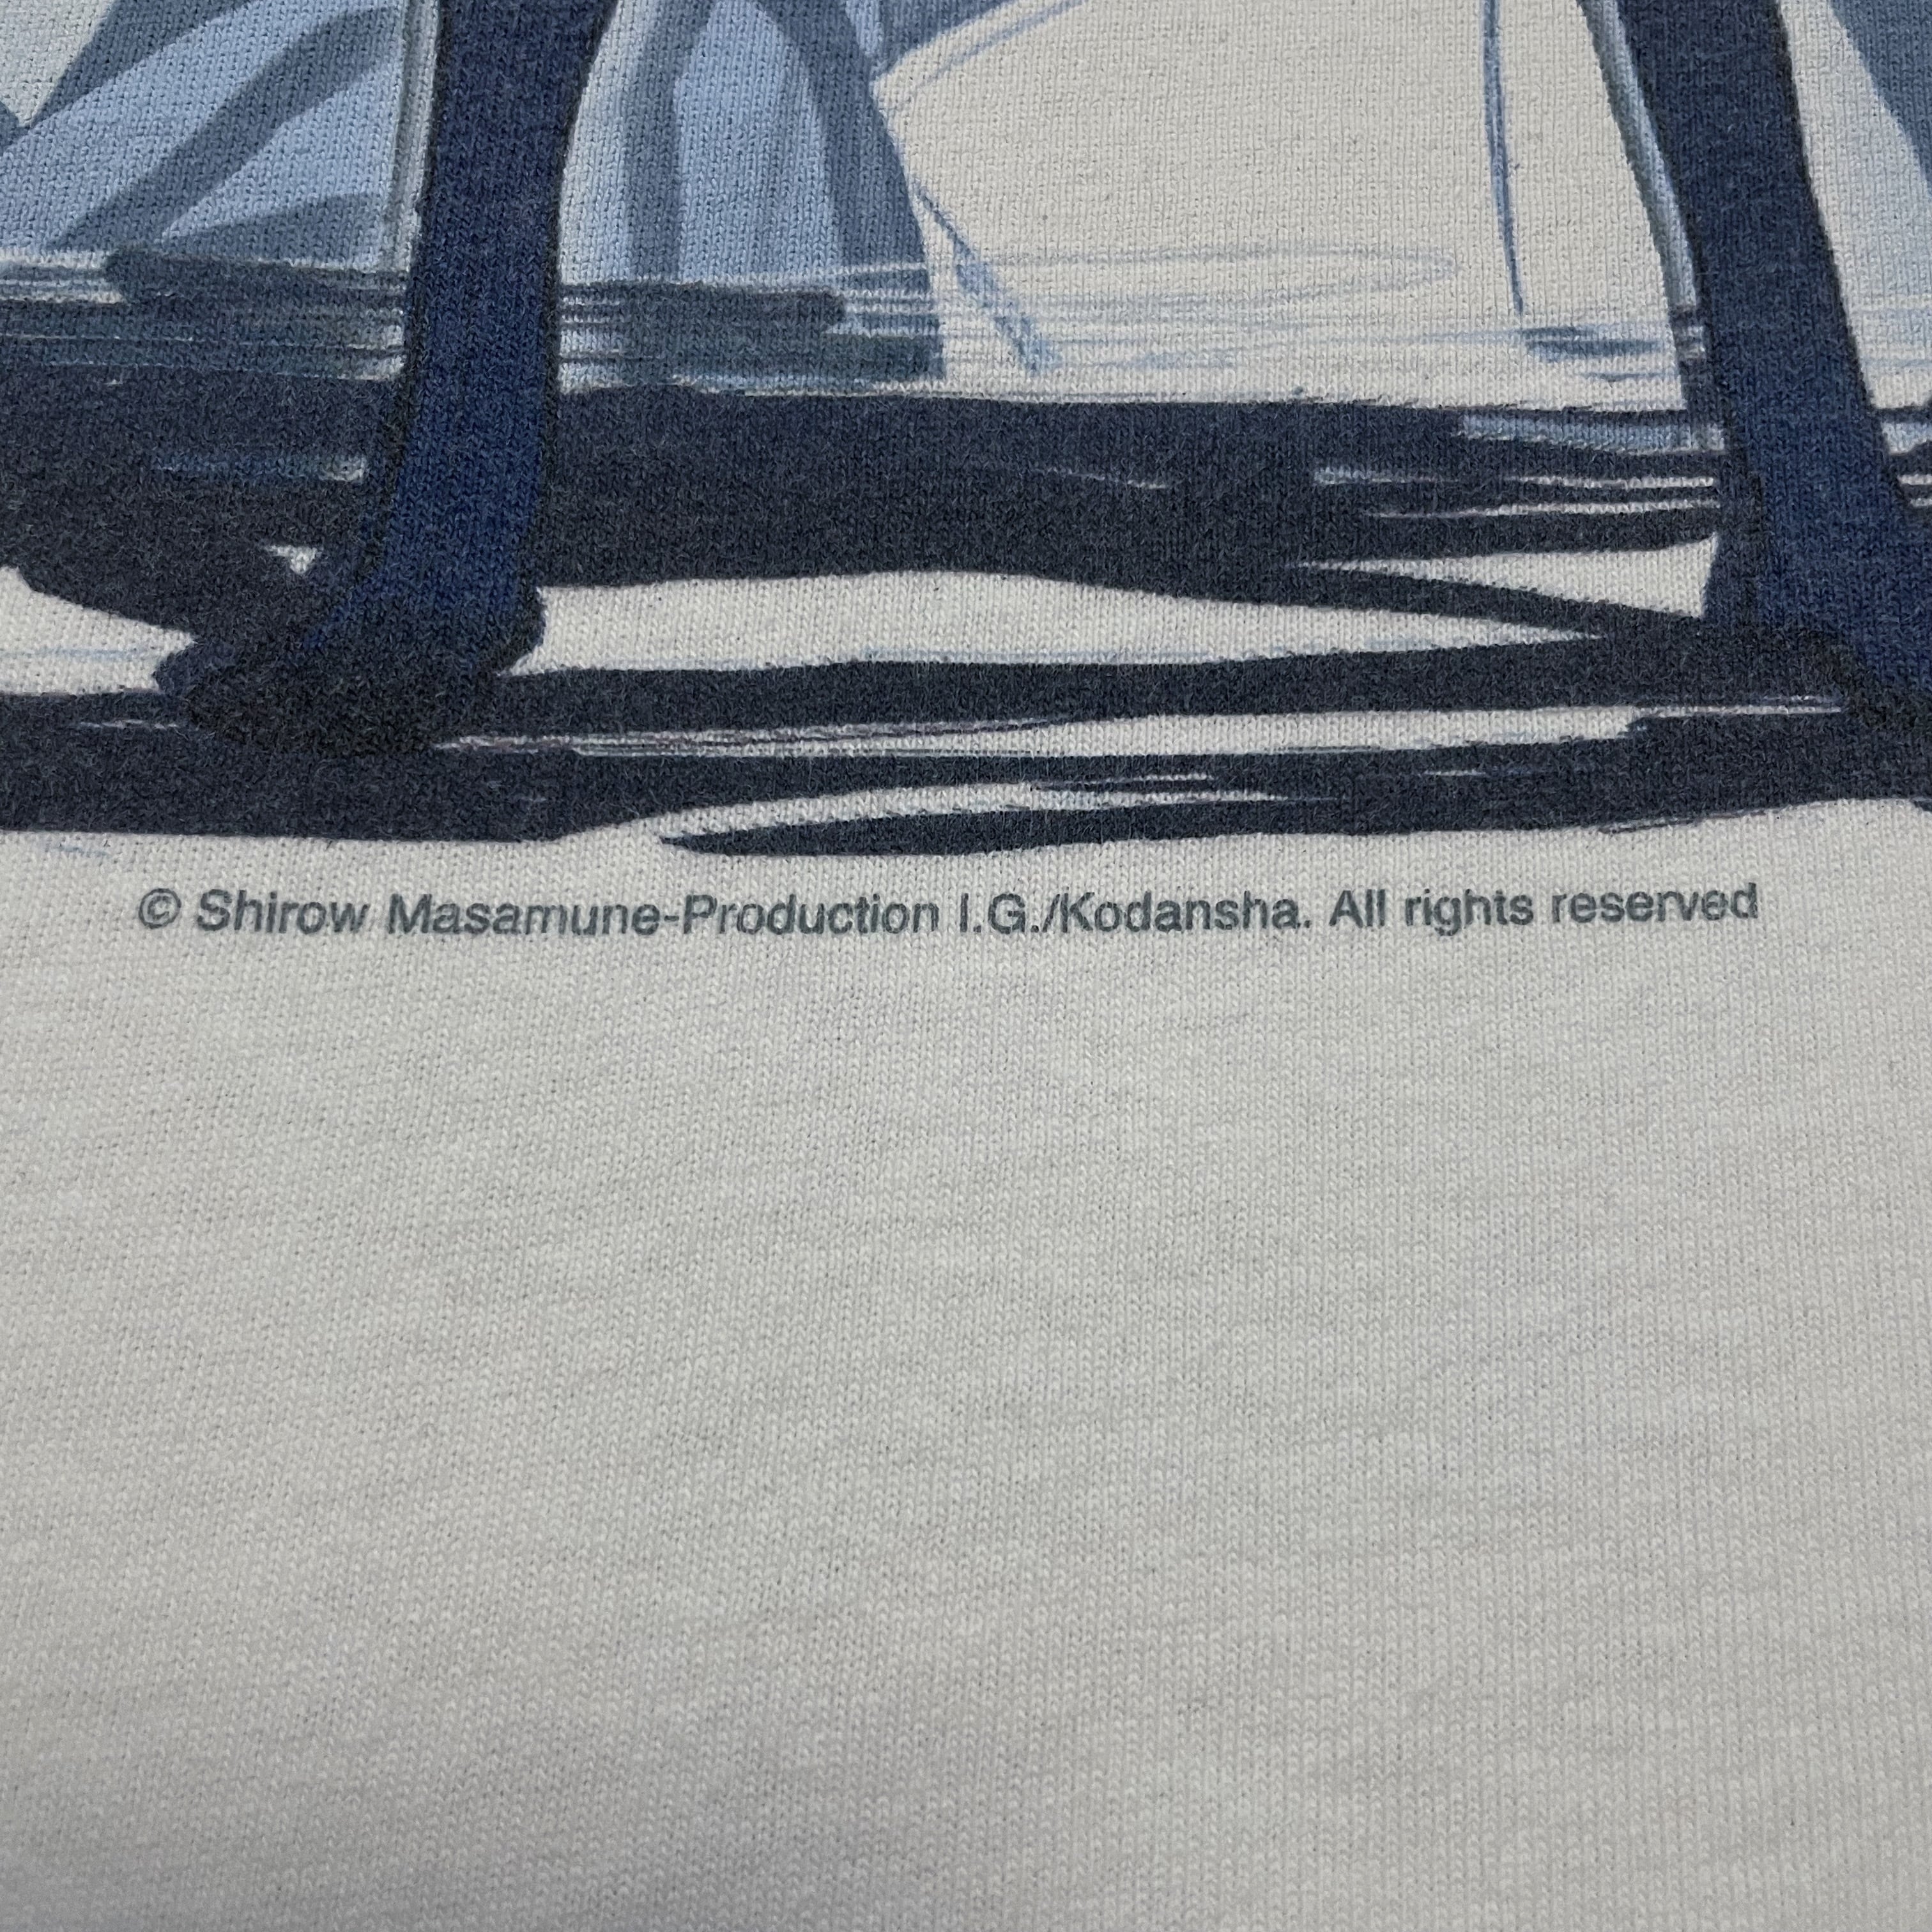 © Shirow Masamune-Production I.G./Kodansha. All rights reserved